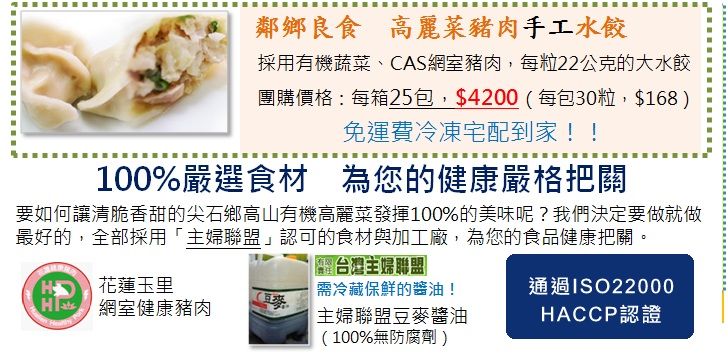 鄰鄉良食　高麗菜豬肉手工水餃
採用有機蔬菜、CAS網室豬肉，每粒22公克的大水餃
團購價格：每箱25包，$4200（每包30粒，$168）
免運費冷凍宅配到家！！
100%嚴選食材　為您的健康嚴格把關
要如何讓清脆香甜的尖石鄉高山有機高麗菜發揮100%的美味呢？我們決定要做就做
最好的，全部採用「主婦聯盟」認可的食材與加工廠，為您的食品健康把關。
花蓮玉里
網室健康豬肉
有限責任 台灣主婦聯盟
需冷藏保鮮的醬油！
豆麥
主婦聯盟豆麥醬油
（100%無防腐劑）
通過ISO22000
HACCP認證